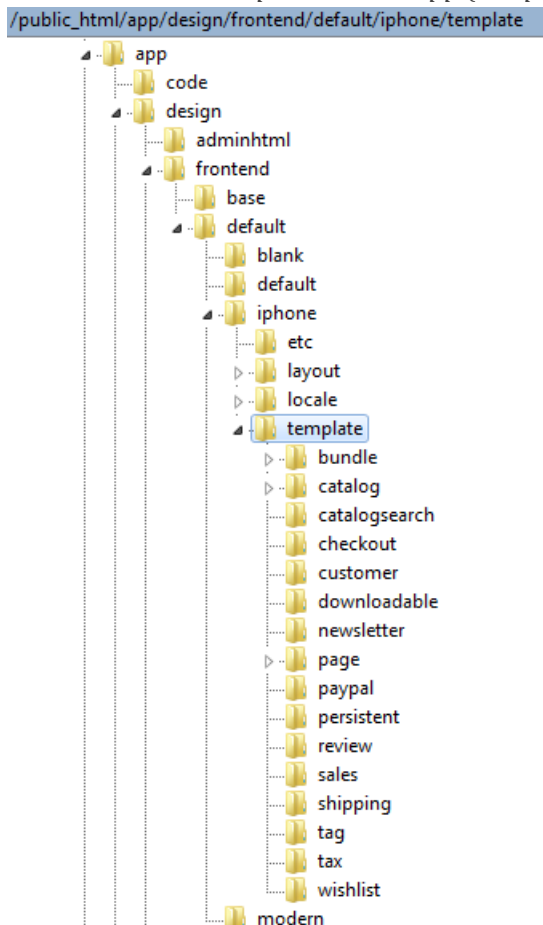 /public_html/app/design/frontend/default/iphone/template
app
code
design
adminhtml
frontend
base
default
blank
default
iphone
etc
layout
locale
template
bundle
catalog
catalogsearch
checkout
customer
downloadable
newsletter
page
paypal
persistent
review
sales
shipping
tag
tax
wishlist
modern